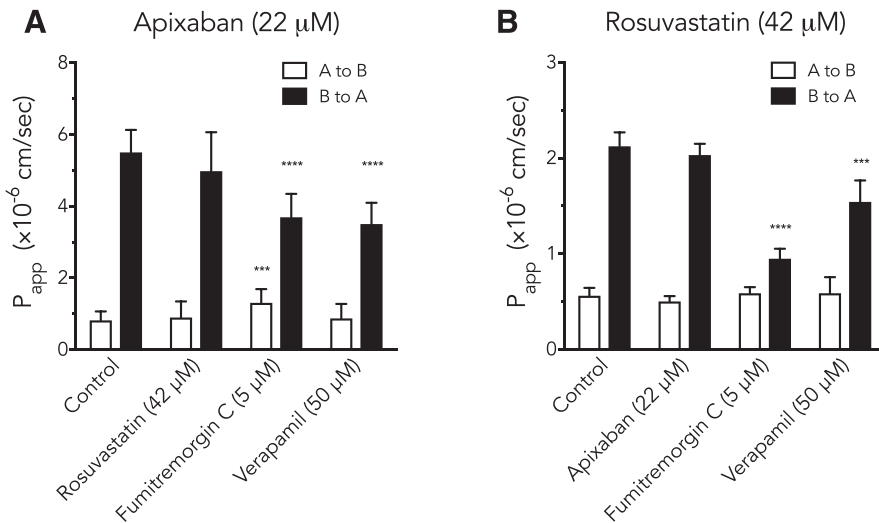 A
Apixaban (22 µM)
8
6
4
2
0
Papp (×10-6 cm/sec)
A to B
B to A
****
****
***
Control
Rosuvastatin (42 µM)
Fumitremorgin C (5 µM)
Verapamil (50 µM)
B
Rosuvastatin (42 µM)
3
2
1
0
Papp (×10-6 cm/sec)
A to B
B to A
***
****
Control
Apixaban (22 µM)
Fumitremorgin C (5 µM)
Verapamil (50 µM)